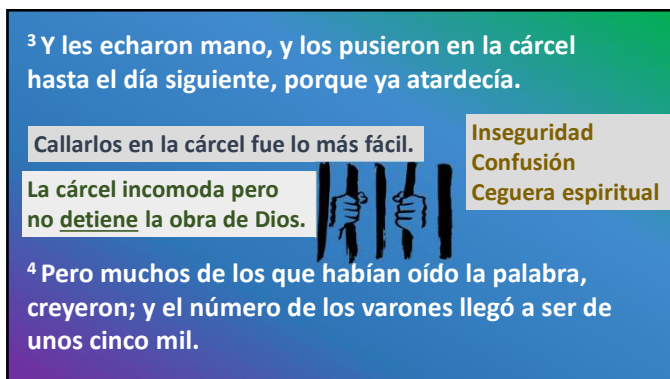 ³ Y les echaron mano, y los pusieron en la cárcel
hasta el día siguiente, porque ya atardecía.
Callarlos en la cárcel fue lo más fácil.
La cárcel incomoda pero
no detiene la obra de Dios.
Inseguridad
Confusión
Ceguera espiritual
⁴ Pero muchos de los que habían oído la palabra,
creyeron; y el número de los varones llegó a ser de
unos cinco mil.